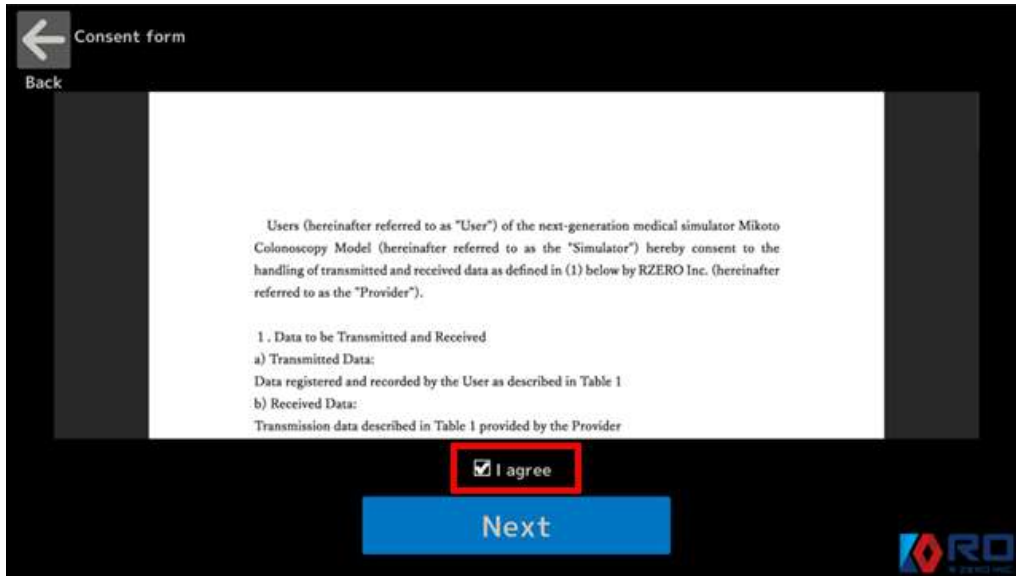 Consent form
Back
Users (hereinafter referred to as "User") of the next-generation medical simulator Mikoto
Colonoscopy Model (hereinafter referred to as the "Simulator") hereby consent to the
handling of transmitted and received data as defined in (1) below by RZERO Inc. (hereinafter
referred to as the "Provider").
1 . Data to be Transmitted and Received
a) Transmitted Data:
Data registered and recorded by the User as described in Table 1
b) Received Data:
Transmission data described in Table 1 provided by the Provider
I agree
Next
RO
R ZERO INC